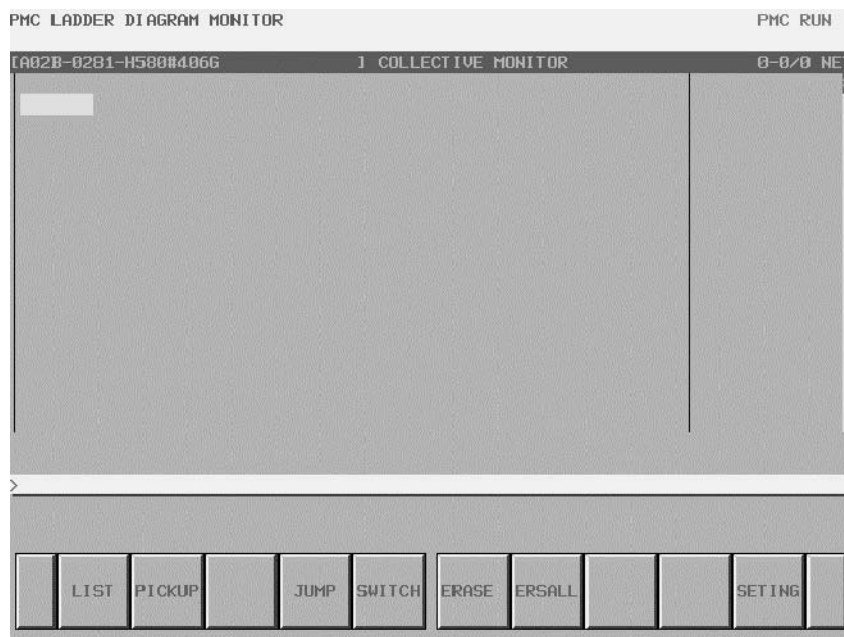 PMC LADDER DIAGRAM MONITOR PMC RUN
[A02B-0281-H580#406G ] COLLECTIVE MONITOR 0-0/0 NE
>
LIST PICKUP JUMP SWITCH ERASE ERSALL SETING